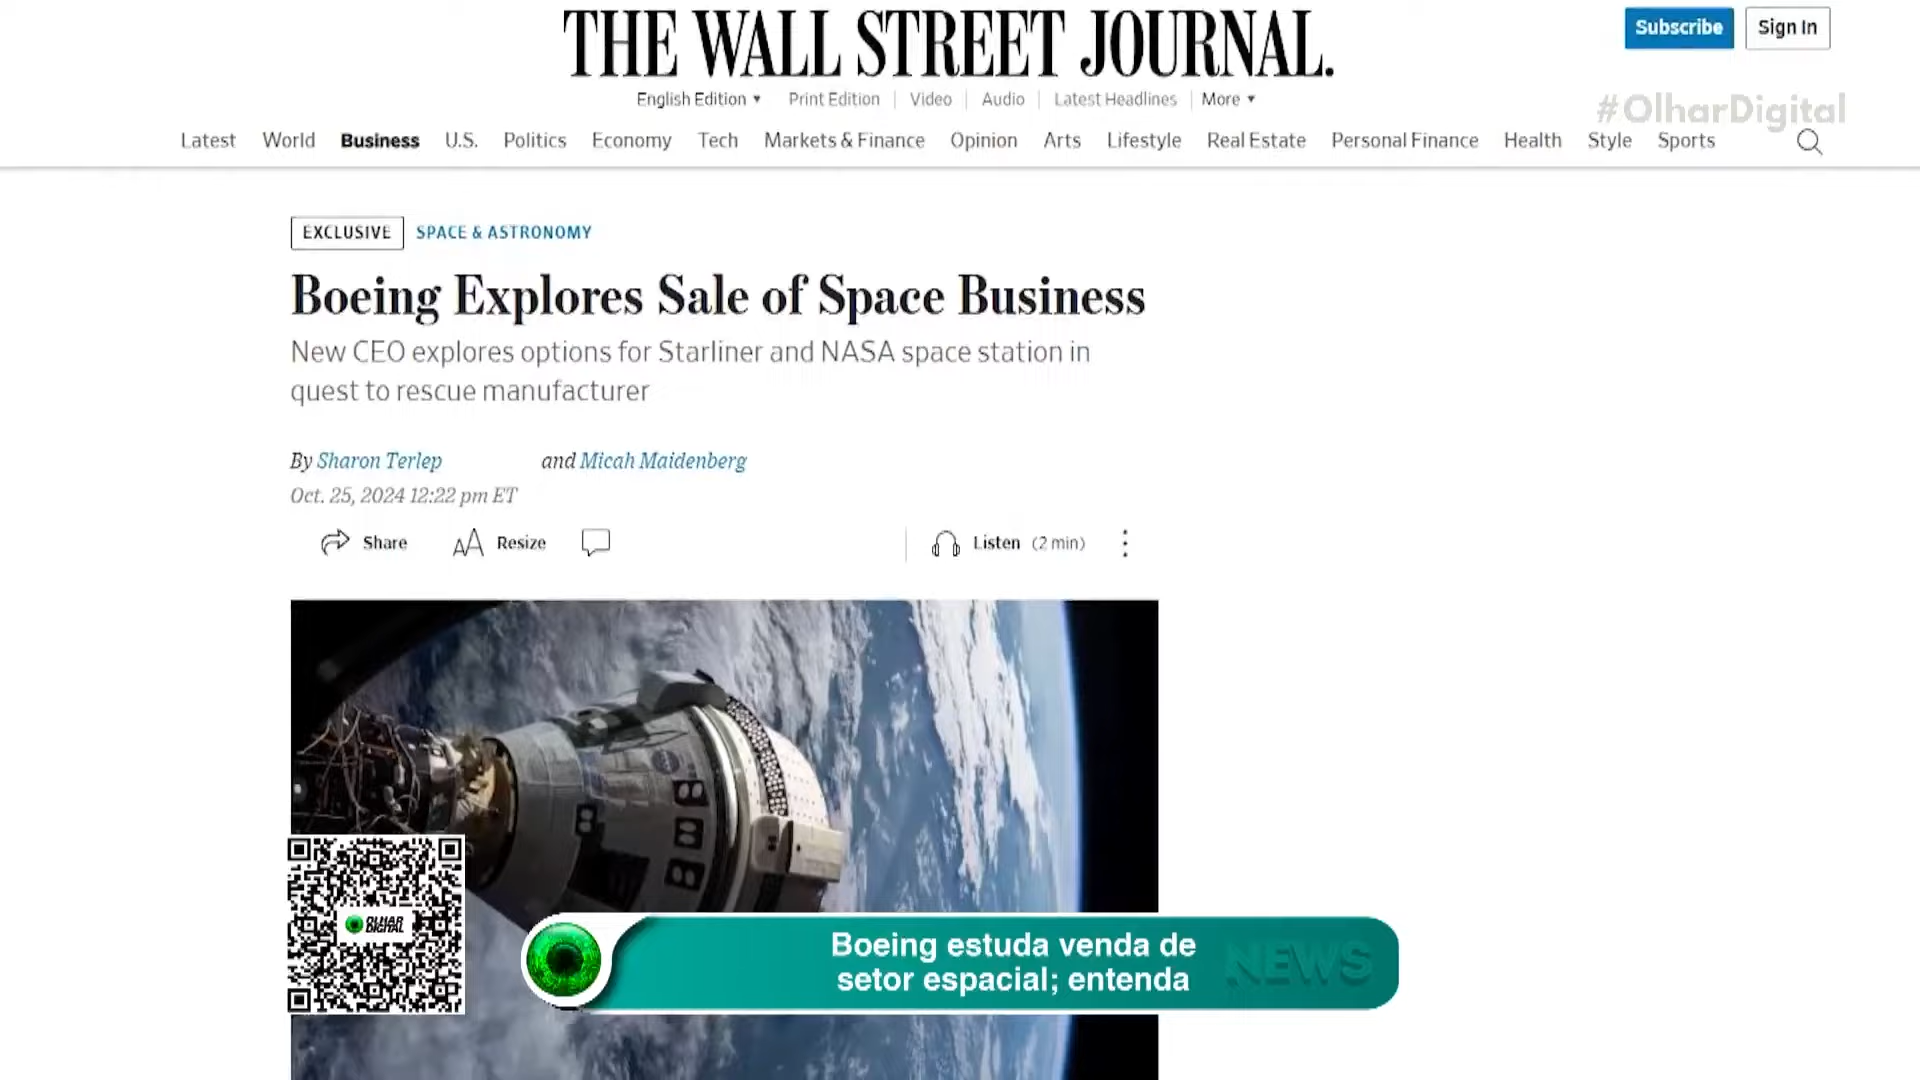 THE WALL STREET JOURNAL.
Subscribe
Sign In
English Edition
Print Edition
Video
Audio
Latest Headlines
More
#OlharDigital
Latest
World
Business
U.S.
Politics
Economy
Tech
Markets & Finance
Opinion
Arts
Lifestyle
Real Estate
Personal Finance
Health
Style
Sports
EXCLUSIVE
SPACE & ASTRONOMY
Boeing Explores Sale of Space Business
New CEO explores options for Starliner and NASA space station in
quest to rescue manufacturer
By Sharon Terlep and Micah Maidenberg
Oct. 25, 2024 12:22 pm ET
Share
AA Resize
Listen (2 min)
OLHAR
DIGITAL
Boeing estuda venda de
setor espacial; entenda
NEWS